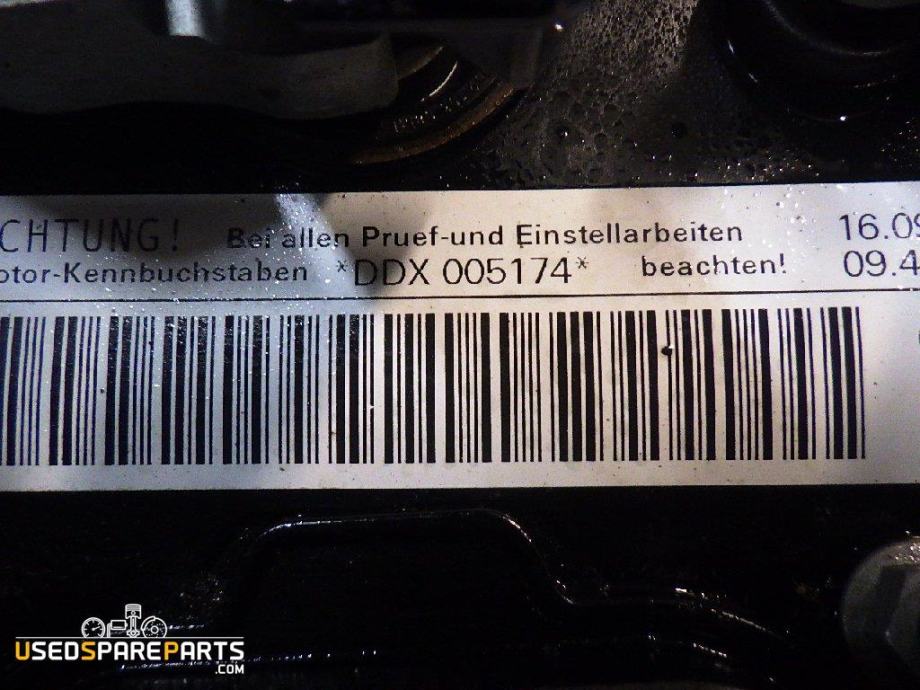 CHTUNG! Bei allen Pruef-und Einstellarbeiten 16.09
otor-Kennbuchstaben *DDX 005174* beachten! 09.4
USEDSPAREPARTS
.COM